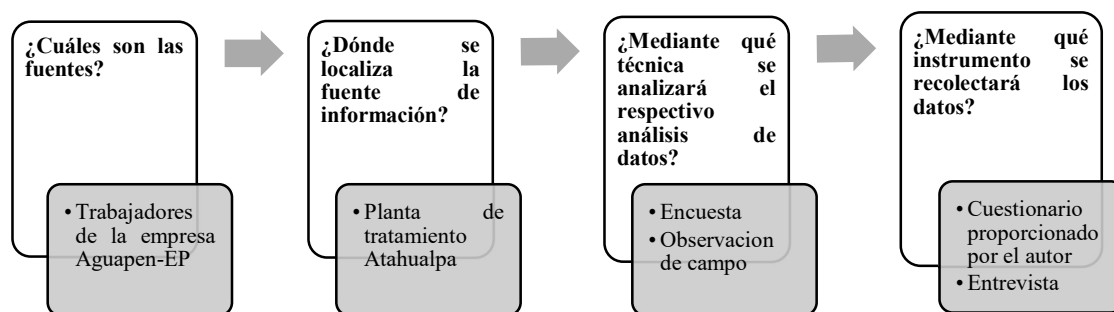 ¿Cuáles son las
fuentes?
• Trabajadores
de la empresa
Aguapen-EP
¿Dónde se
localiza la
fuente de
información?
• Planta de
tratamiento
Atahualpa
¿Mediante qué
técnica se
analizará el
respectivo
análisis de
datos?
• Encuesta
• Observacion
de campo
¿Mediante qué
instrumento se
recolectará los
datos?
• Cuestionario
proporcionado
por el autor
• Entrevista